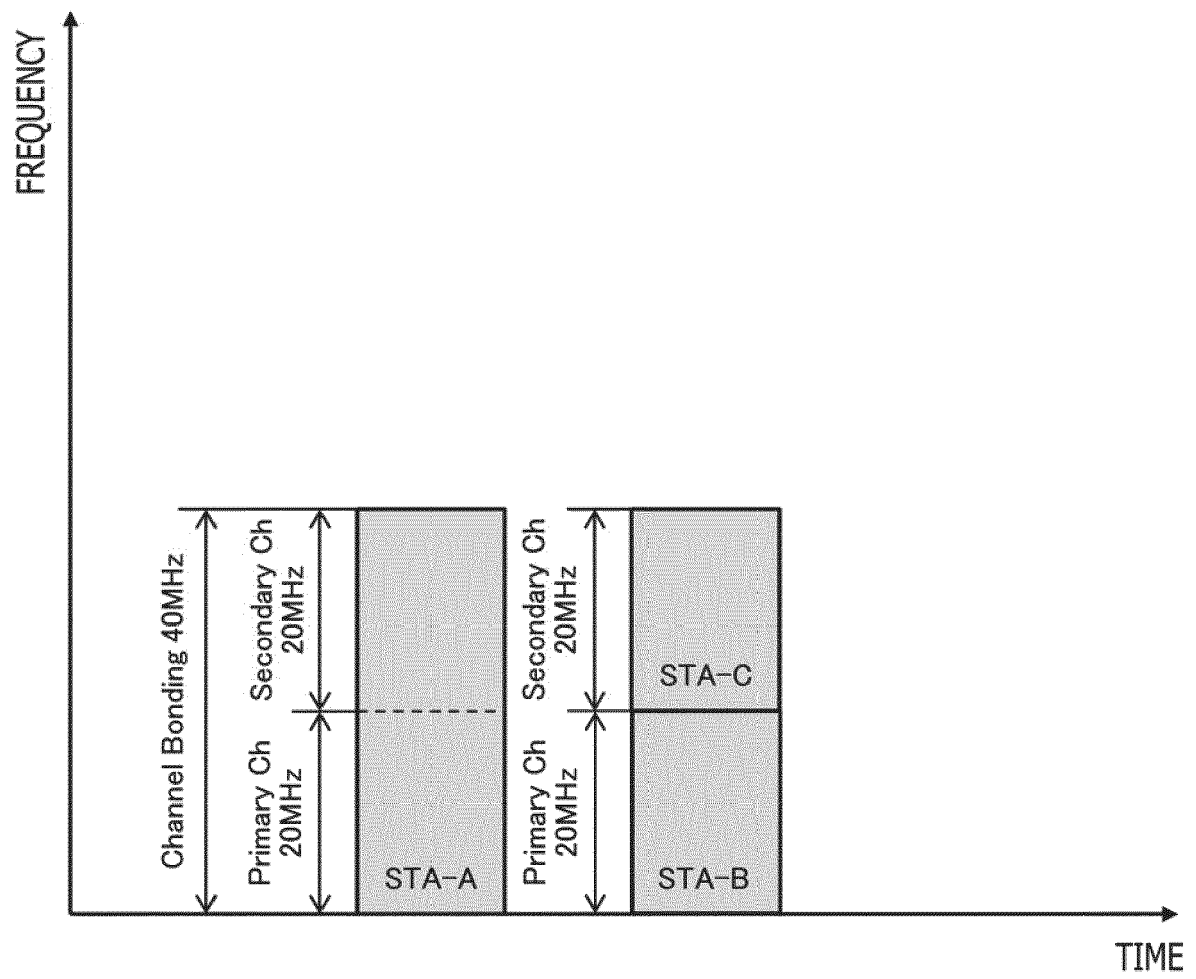 FREQUENCY
Channel Bonding 40MHz
Secondary Ch
20MHz
Primary Ch
20MHz
STA-A
Secondary Ch
20MHz
Primary Ch
20MHz
STA-C
STA-B
TIME